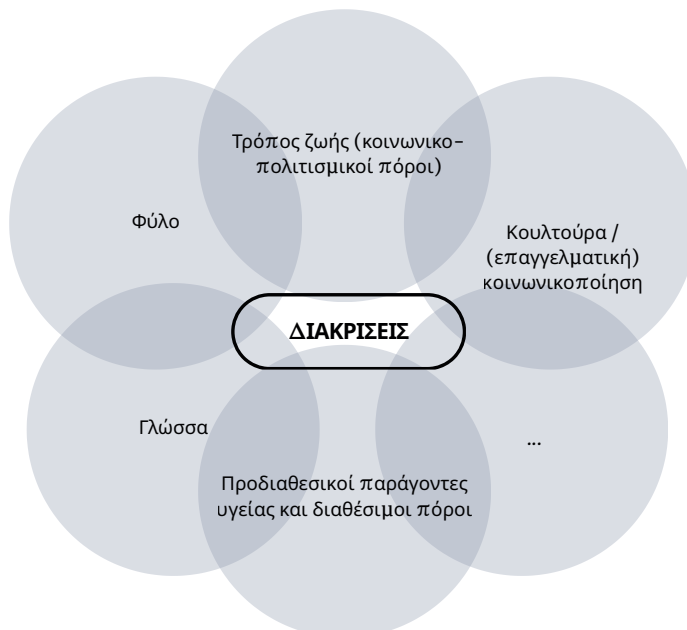 Τρόπος ζωής (κοινωνικο-
πολιτισμικοί πόροι)
Φύλο
Κουλτούρα /
(επαγγελματική)
κοινωνικοποίηση
ΔΙΑΚΡΙΣΕΙΣ
Γλώσσα
...
Προδιαθεσικοί παράγοντες
υγείας και διαθέσιμοι πόροι